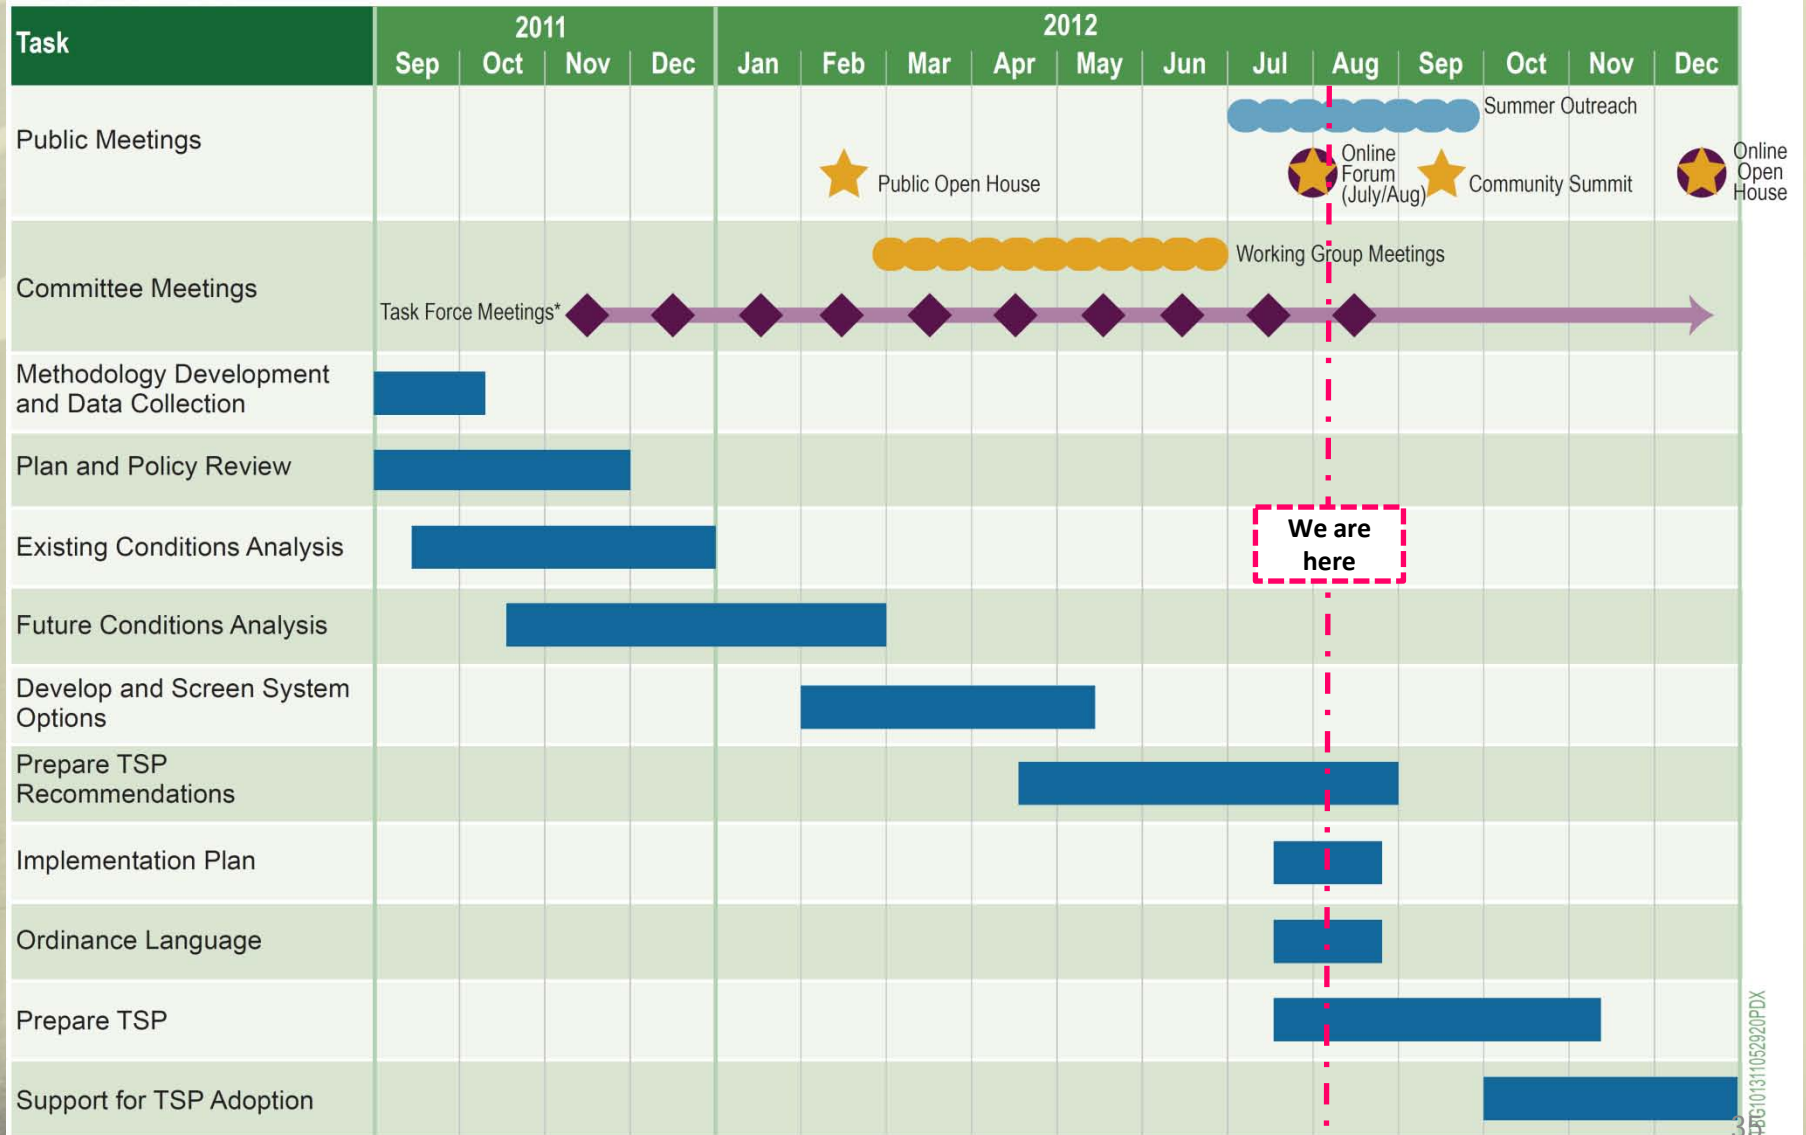 Task
2011
2012
Sep Oct Nov Dec Jan Feb Mar Apr May Jun Jul Aug Sep Oct Nov Dec
Public Meetings
Summer Outreach
Public Open House
Online
Forum
(July/Aug)
Community Summit
Online
Open
House
Committee Meetings
Working Group Meetings
Task Force Meetings*
Methodology Development
and Data Collection
Plan and Policy Review
Existing Conditions Analysis
We are
here
Future Conditions Analysis
Develop and Screen System
Options
Prepare TSP
Recommendations
Implementation Plan
Ordinance Language
Prepare TSP
Support for TSP Adoption
35